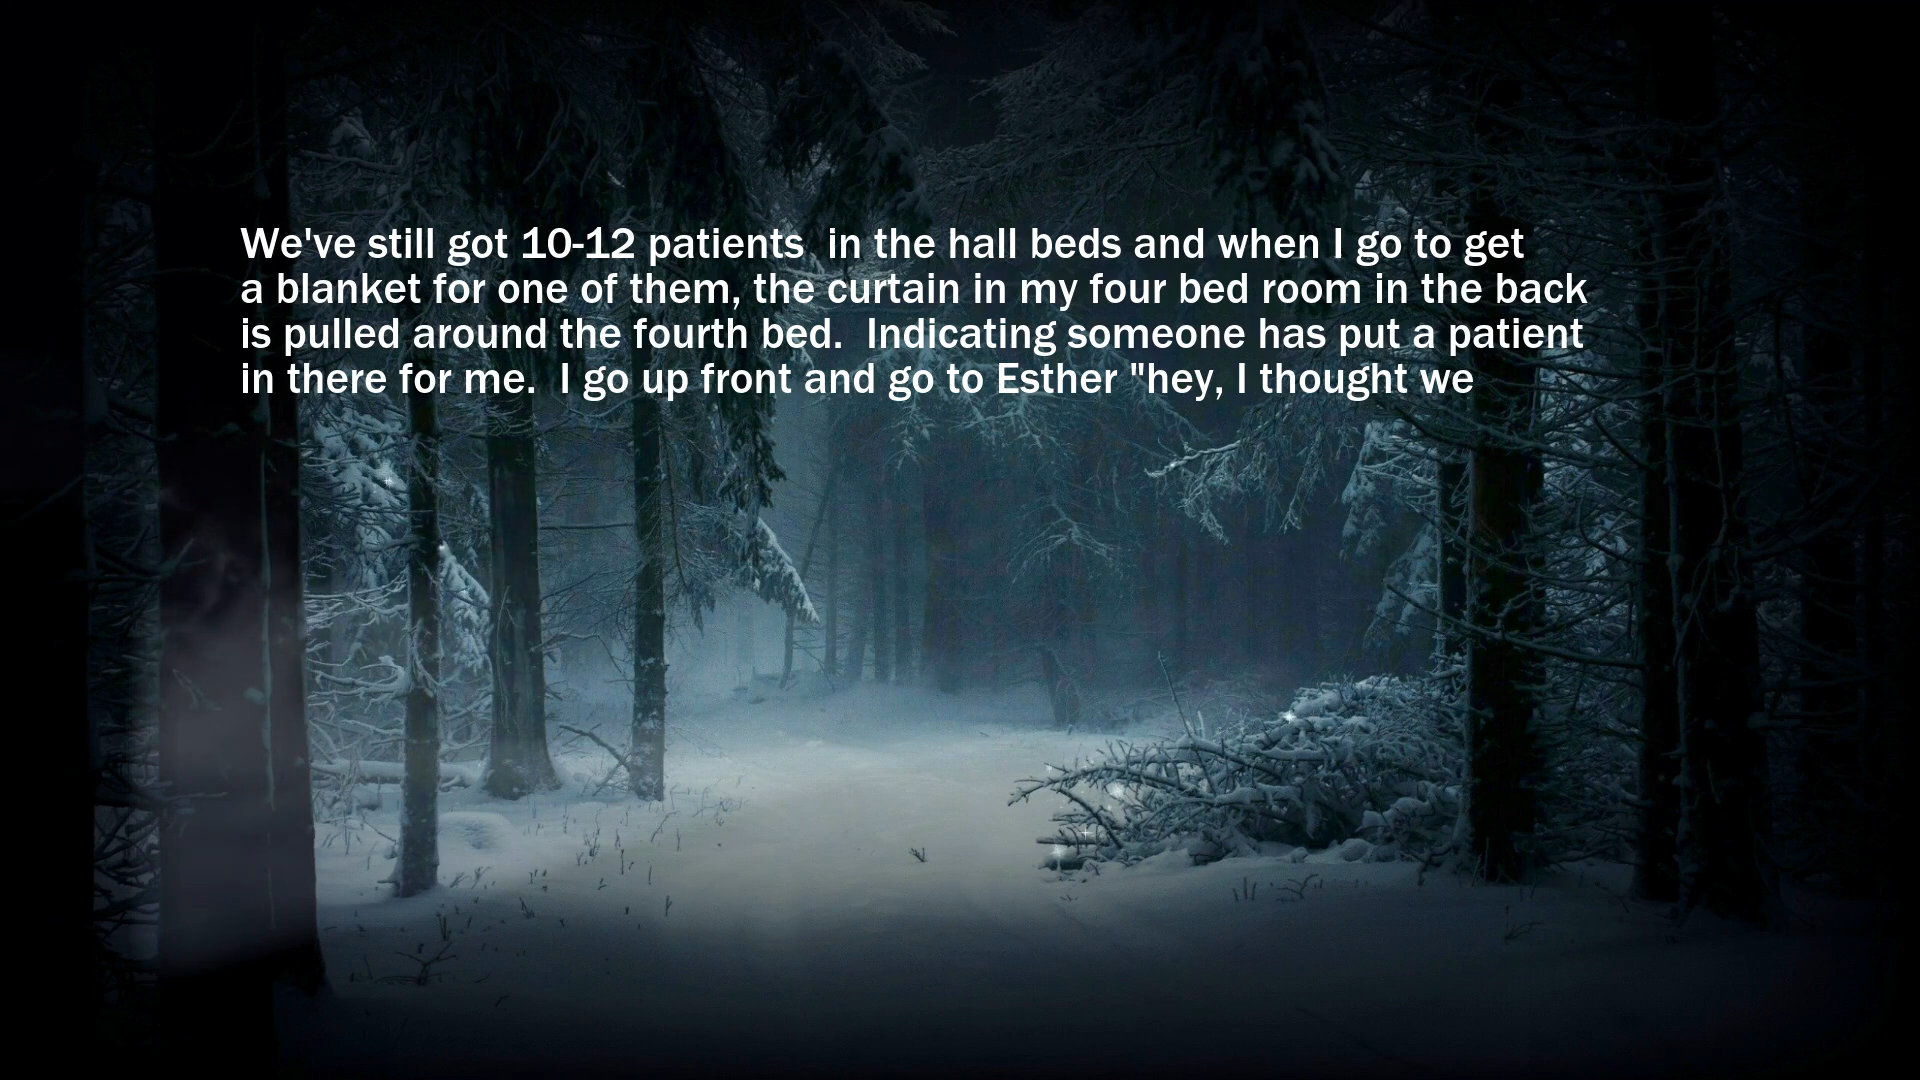 We've still got 10-12 patients  in the hall beds and when I go to get
a blanket for one of them, the curtain in my four bed room in the back
is pulled around the fourth bed.  Indicating someone has put a patient
in there for me.  I go up front and go to Esther "hey, I thought we